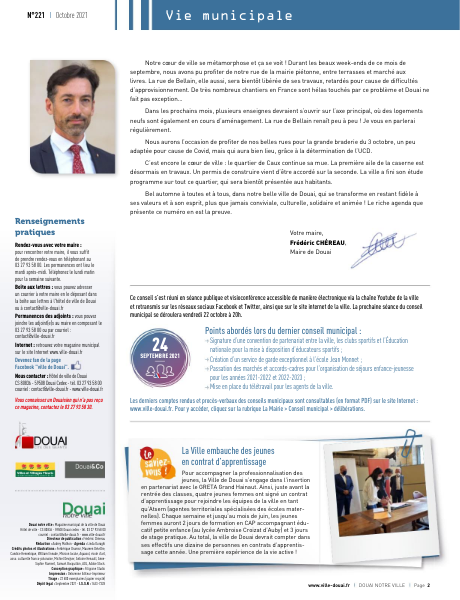 N°221 | Octobre 2021
Vie municipale
Notre cœur de ville se métamorphose et ça se voit ! Durant les beaux week-ends de ce mois de
septembre, nous avons pu profiter de notre rue de la mairie piétonne, entre terrasses et marché aux
livres. La rue de Bellain, elle aussi, sera bientôt libérée de ses travaux, retardés pour cause de difficultés
d'approvisionnement. De très nombreux chantiers en France sont hélas touchés par ce problème et Douai ne
fait pas exception...
Dans les prochains mois, plusieurs enseignes devraient s'ouvrir sur l'axe principal, où des logements
neufs sont également en cours d'aménagement. La rue de Bellain renaît peu à peu ! Je vous en parlerai
régulièrement.
Nous aurons l'occasion de profiter de nos belles rues pour la grande braderie du 3 octobre, un peu
adaptée pour cause de Covid, mais qui aura bien lieu, grâce à la détermination de l'UCD.
C'est encore le cœur de ville : le quartier de Caux continue sa mue. La première aile de la caserne est
désormais en travaux. Un permis de construire vient d'être accordé sur la seconde. La ville a fini son étude
programme sur tout ce quartier, qui sera bientôt présentée aux habitants.
Bel automne à toutes et à tous, dans notre belle ville de Douai, qui se transforme en restant fidèle à
ses valeurs et à son esprit, plus que jamais conviviale, culturelle, solidaire et animée ! Le riche agenda que
présente ce numéro en est la preuve.
Votre maire,
Frédéric CHÉREAU,
Maire de Douai
Renseignements
pratiques
Rendez-vous avec votre maire :
pour rencontrer votre maire, il vous suffit
de prendre rendez-vous en téléphonant au
03 27 93 58 00. Les permanences ont lieu le
mardi après-midi. Téléphonez le lundi matin
pour la semaine suivante.
Boîte aux lettres : vous pouvez adresser
un courrier à votre maire en le déposant dans
la boîte aux lettres à l'Hôtel de ville de Douai
ou à contact@ville-douai.fr
Permanences des adjoints : vous pouvez
joindre les adjoint(e)s au maire en composant le
03 27 93 58 00 ou par courriel :
contact@ville-douai.fr
Internet : retrouvez votre magazine municipal
sur le site Internet www.ville-douai.fr
Devenez fan de la page
Facebook "ville de Douai".
Nous contacter : Hôtel de ville de Douai
CS 80836 - 59508 Douai Cedex - tél. 03 27 93 58 00
courriel : contact@ville-douai.fr - www.ville-douai.fr
Vous connaissez un Douaisien qui n'a pas reçu
ce magazine, contactez le 03 27 93 58 30.
DOUAI
Douai&Co
Douai
notre ville
Ce conseil s'est réuni en séance publique et visioconférence accessible de manière électronique via la chaîne Youtube de la ville
et retransmis sur les réseaux sociaux Facebook et Twitter, ainsi que sur le site internet de la ville. La prochaine séance du conseil
municipal se déroulera vendredi 22 octobre à 20h.
24
SEPTEMBRE 2021
Points abordés lors du dernier conseil municipal :
Signature d'une convention de partenariat entre la ville, les clubs sportifs et l'Éducation
nationale pour la mise à disposition d'éducateurs sportifs ;
Création d'un service de garde exceptionnel à l'école Jean Monnet ;
Passation des marchés et accords-cadres pour l'organisation de séjours enfance-jeunesse
pour les années 2021-2022 et 2022-2023 ;
Mise en place du télétravail pour les agents de la ville.
Les derniers comptes rendus et procès-verbaux des conseils municipaux sont consultables (en format PDF) sur le site Internet :
www.ville-douai.fr. Pour y accéder, cliquez sur la rubrique La Mairie > Conseil municipal > délibérations.
le saviez vous !
La Ville embauche des jeunes
en contrat d'apprentissage
Pour accompagner la professionnalisation des
jeunes, la Ville de Douai s'engage dans l'insertion
en partenariat avec le GRETA Grand Hainaut. Ainsi, juste avant la
rentrée des classes, quatre jeunes femmes ont signé un contrat
d'apprentissage pour rejoindre les équipes de la ville en tant
qu'Atsem (agentes territoriales spécialisées des écoles mater-
nelles). Chaque semaine et jusqu'au mois de juin, les jeunes
femmes auront 2 jours de formation en CAP accompagnant édu-
catif petite enfance (au lycée Ambroise Croizat d'Auby) et 3 jours
de stage pratique. Au total, la ville de Douai devrait compter dans
ses effectifs une dizaine de personnes en contrats d'apprentis-
sage cette année. Une première expérience de la vie active !
www.ville-douai.fr | DOUAI NOTRE VILLE | Page 2